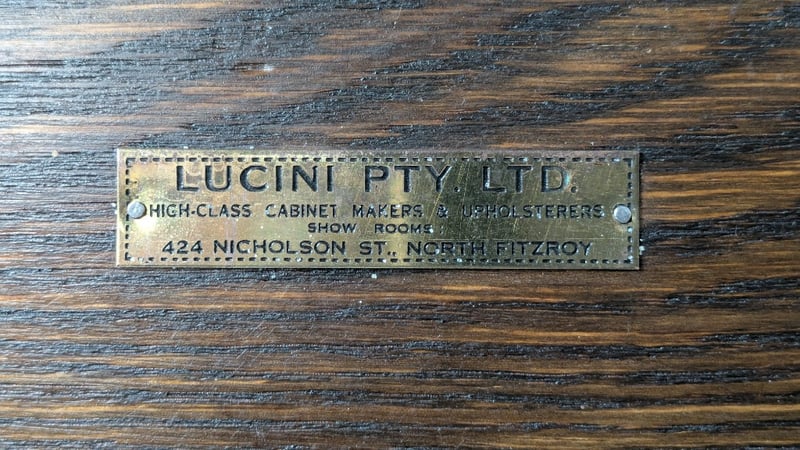 LUCINI PTY. LTD.
HIGH-CLASS CABINET MAKERS & UPHOLSTERERS
SHOW ROOMS:
424 NICHOLSON ST., NORTH FITZROY